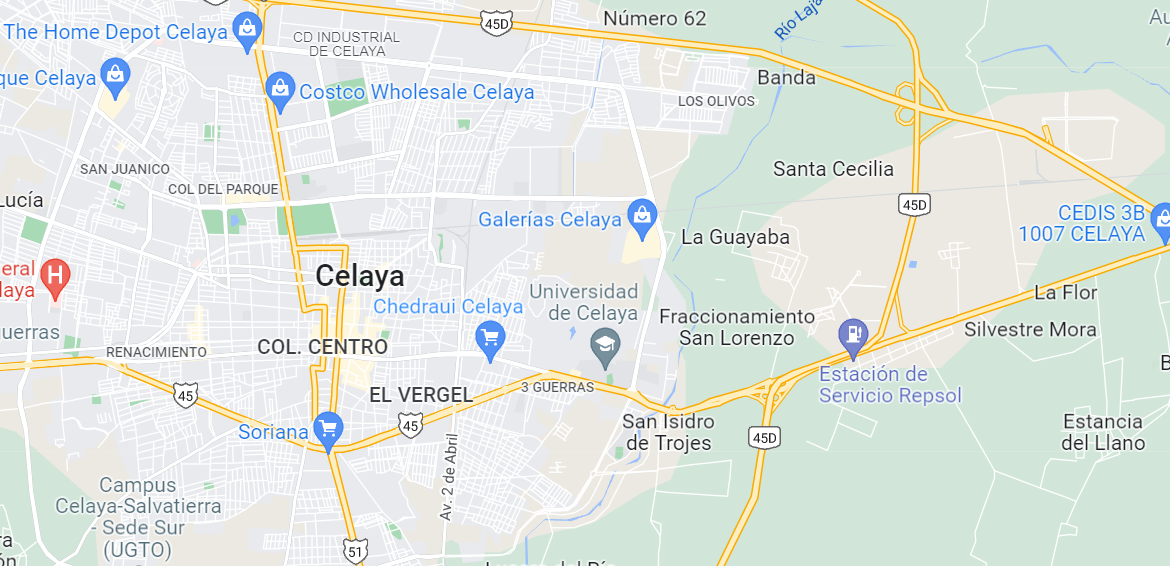 Número 62
Río Laja
Au
The Home Depot Celaya
45D
CD INDUSTRIAL
DE CELAYA
que Celaya
Costco Wholesale Celaya
Banda
LOS OLIVOS
SAN JUANICO
COL DEL PARQUE
Santa Cecilia
Lucía
45D
Galerías Celaya
CEDIS 3B
1007 CELAYA
La Guayaba
eral
laya
H
Celaya
Universidad
de Celaya
La Flor
Chedraui Celaya
guerras
Fraccionamiento
San Lorenzo
Silvestre Mora
RENACIMIENTO
COL. CENTRO
B
Estación de
Servicio Repsol
45
EL VERGEL
3 GUERRAS
45
San Isidro
de Trojes
45D
Estancia
del Llano
Soriana
Av. 2 de Abril
Campus
Celaya-Salvatierra
- Sede Sur
(UGTO)
51
ra
ón